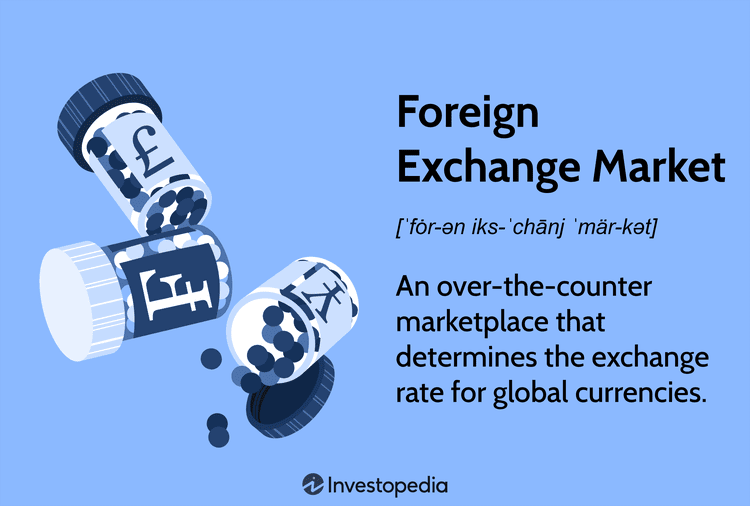 £
₣
¥
Foreign
Exchange Market
[ˈfȯr-ən iks-ˈchānj ˈmär-kət]
An over-the-counter
marketplace that
determines the exchange
rate for global currencies.
Investopedia